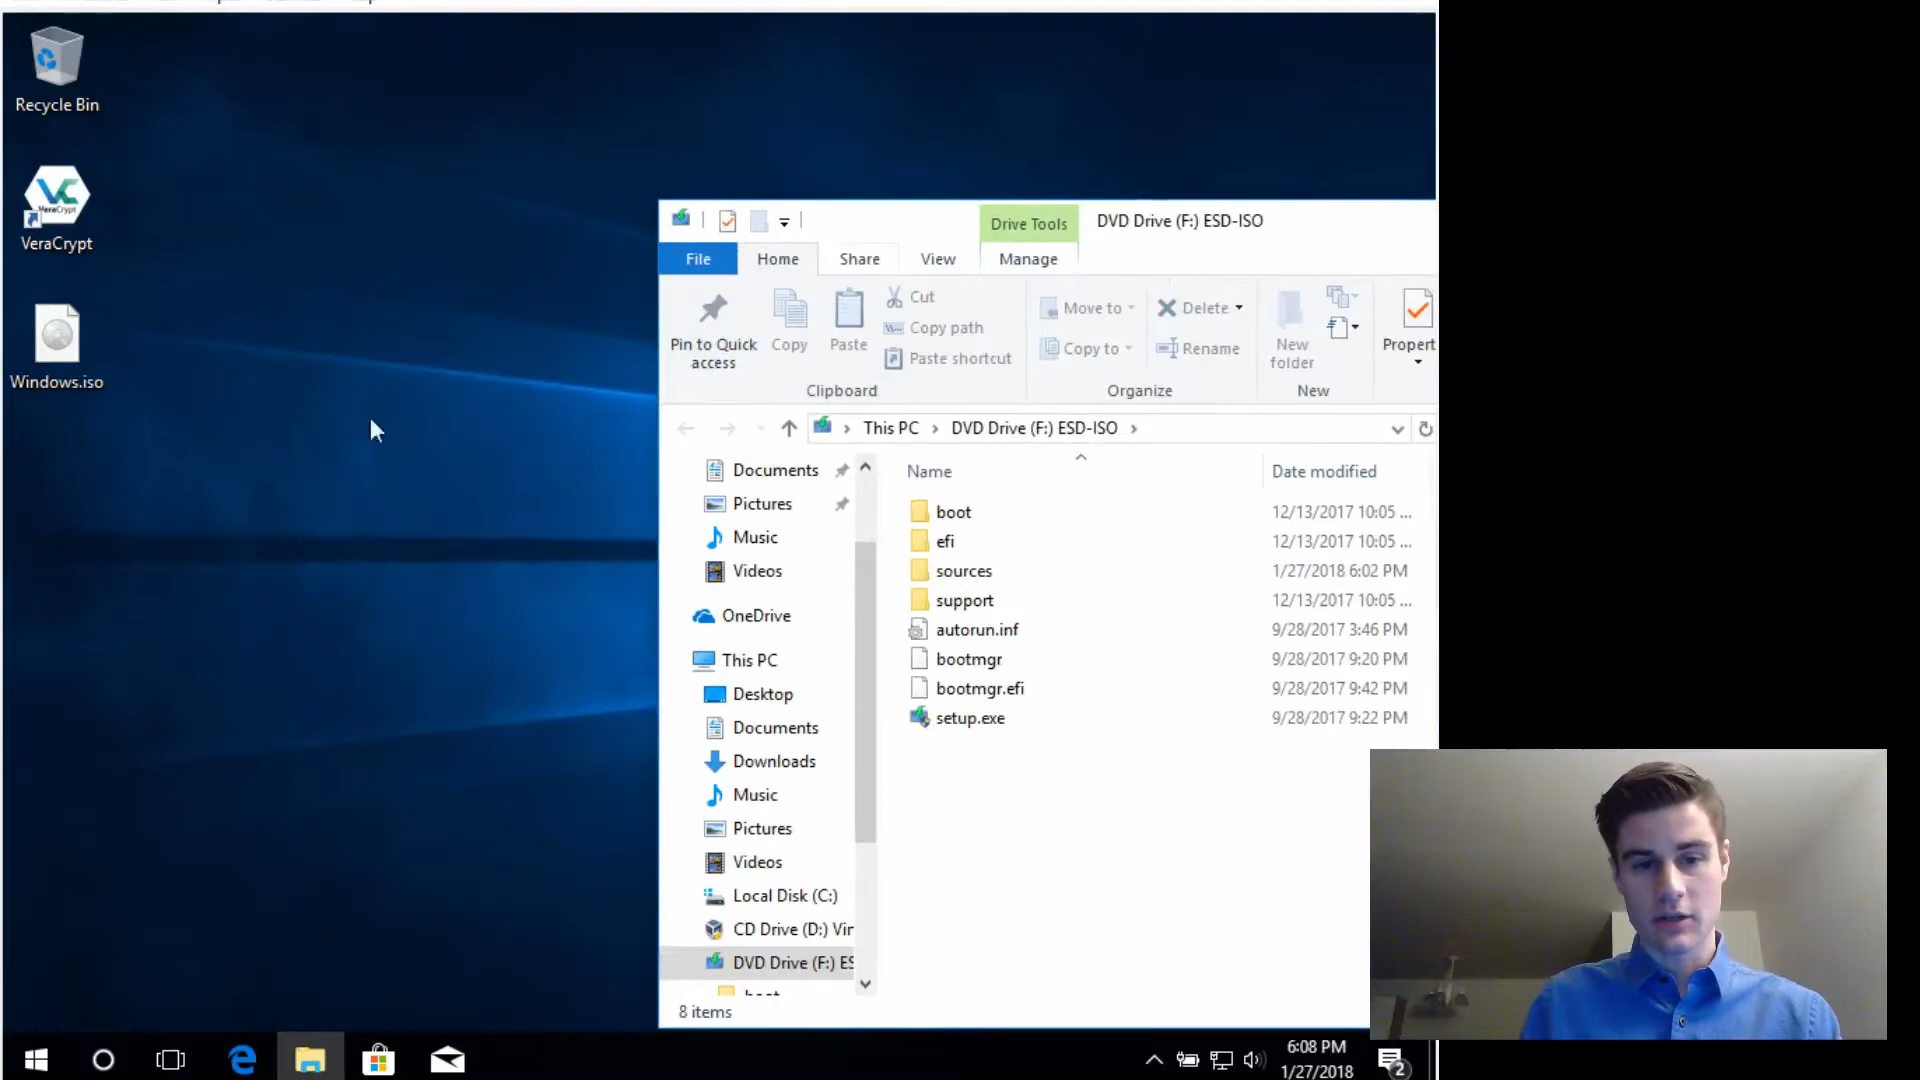 Recycle Bin
VeraCrypt
VeraCrypt
Windows.iso
Drive Tools
DVD Drive (F:) ESD-ISO
File
Home
Share
View
Manage
Pin to Quick
access
Copy
Paste
Cut
Copy path
Paste shortcut
Clipboard
Move to
Copy to
Delete
Rename
Organize
New
folder
New
Propert
This PC
DVD Drive (F:) ESD-ISO
Name
Date modified
Documents
Pictures
Music
Videos
OneDrive
This PC
Desktop
Documents
Downloads
Music
Pictures
Videos
Local Disk (C:)
CD Drive (D:) Vir
DVD Drive (F:) ES
boot
boot 12/13/2017 10:05 ...
efi 12/13/2017 10:05 ...
sources 1/27/2018 6:02 PM
support 12/13/2017 10:05 ...
autorun.inf 9/28/2017 3:46 PM
bootmgr 9/28/2017 9:20 PM
bootmgr.efi 9/28/2017 9:42 PM
setup.exe 9/28/2017 9:22 PM
8 items
6:08 PM
1/27/2018
2